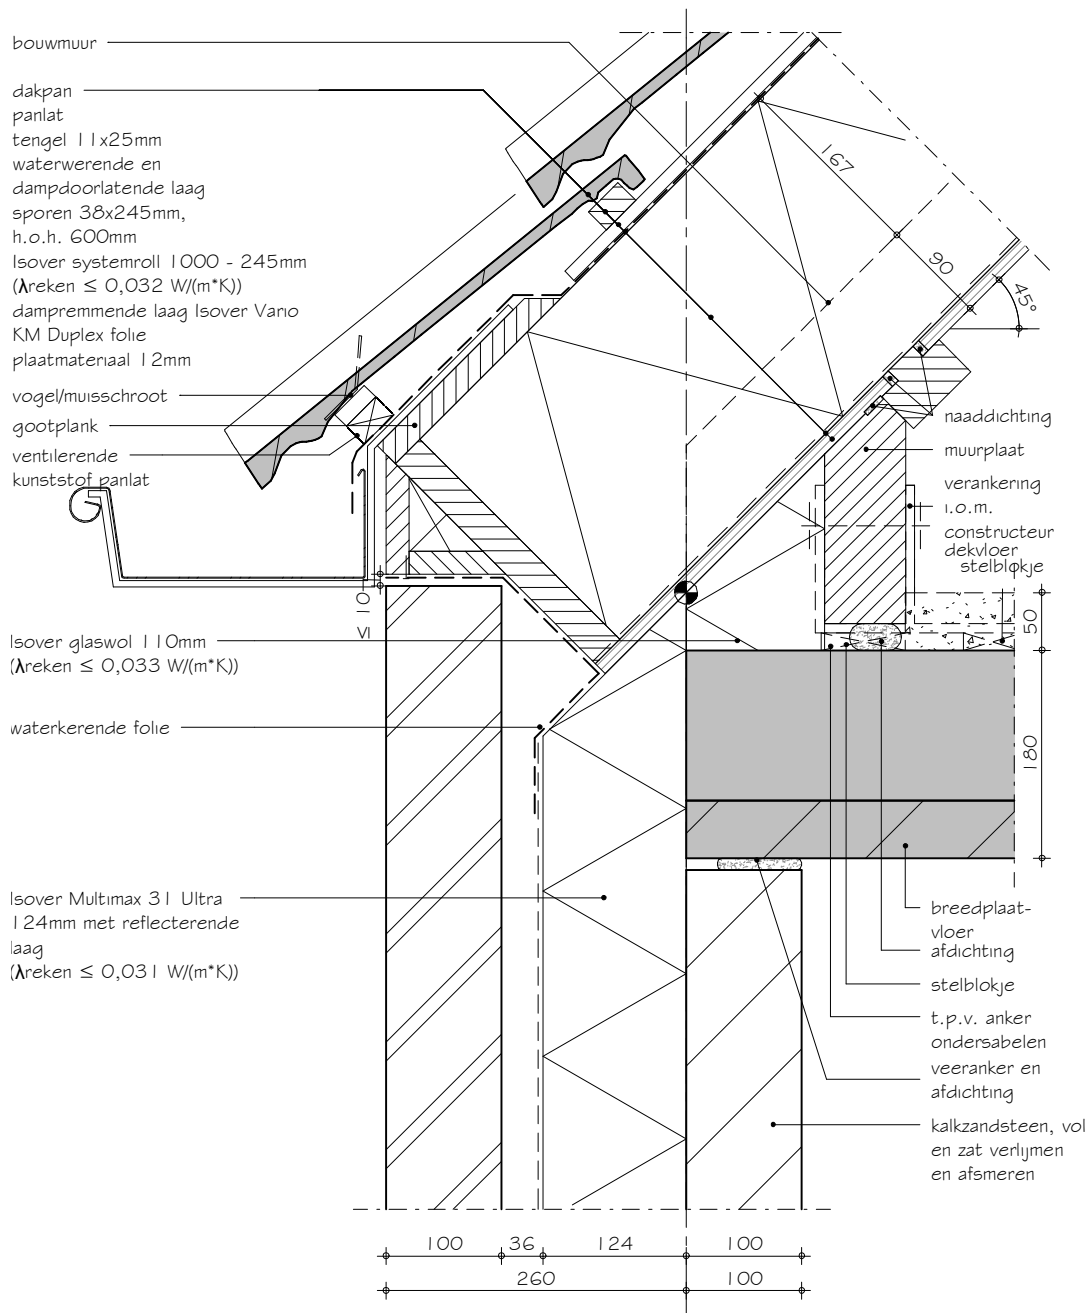 bouwmuur
dakpan
panlat
tengel 11x25mm
waterwerende en
dampdoorlatende laag
sporen 38x245mm,
h.o.h. 600mm
Isover systemroll 1000 - 245mm
(λreken ≤ 0,032 W/(m*K))
dampremmende laag Isover Vario
KM Duplex folie
plaatmateriaal 12mm
vogel/muisschroot
gootplank
ventilerende
kunststof panlat
167
90
45°
naaddichting
muurplaat
verankering
i.o.m.
constructeur
dekvloer
stelblokje
≤ 10
50
Isover glaswol 110mm
(λreken ≤ 0,033 W/(m*K))
waterkerende folie
180
Isover Multimax 31 Ultra
124mm met reflecterende
laag
(λreken ≤ 0,031 W/(m*K))
breedplaat-
vloer
afdichting
stelblokje
t.p.v. anker
ondersabelen
veeranker en
afdichting
kalkzandsteen, vol
en zat verlijmen
en afsmeren
100 36 124 100
260 100